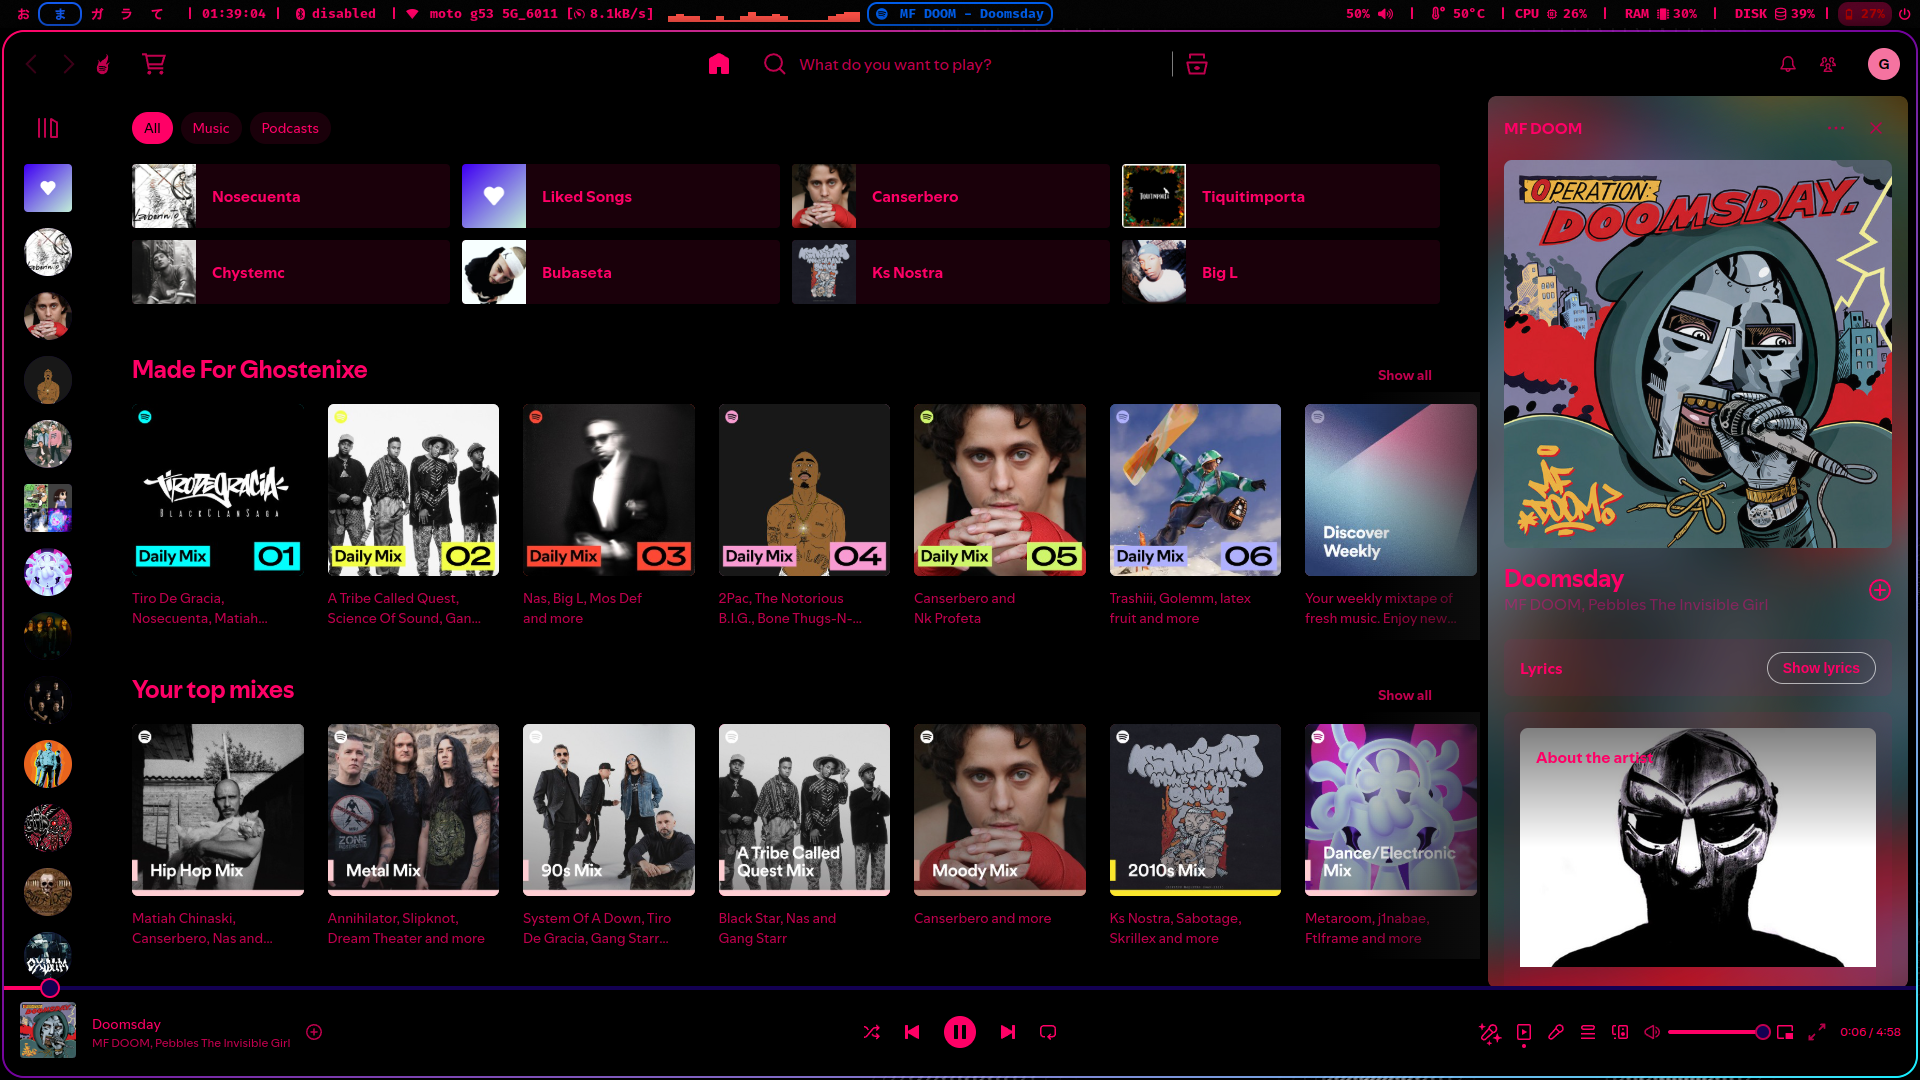 お ま ガ ラ て | 01:39:04 | disabled | moto g53 5G_6011 [ 8.1kB/s] MF DOOM – Doomsday 50% | 50°C | CPU 26% | RAM 30% | DISK 39% | 27%
What do you want to play?
G
All Music Podcasts
Nosecuenta Liked Songs Canserbero Tiquitimporta
Chystemc Bubaseta Ks Nostra Big L
Made For Ghostenixe
Show all
TIRODEGRACIA
BLACKCLANSAGA
Daily Mix 01
Daily Mix 02
Daily Mix 03
Daily Mix 04
Daily Mix 05
Daily Mix 06
Discover
Weekly
Tiro De Gracia,
Nosecuenta, Matiah...
A Tribe Called Quest,
Science Of Sound, Gan...
Nas, Big L, Mos Def
and more
2Pac, The Notorious
B.I.G., Bone Thugs-N-...
Canserbero and
Nk Profeta
Trashiii, Golemm, latex
fruit and more
Your weekly mixtape of
fresh music. Enjoy new...
Your top mixes
Show all
Hip Hop Mix
Metal Mix
90s Mix
A Tribe Called
Quest Mix
Moody Mix
2010s Mix
Dance/Electronic
Mix
Matiah Chinaski,
Canserbero, Nas and...
Annihilator, Slipknot,
Dream Theater and more
System Of A Down, Tiro
De Gracia, Gang Starr...
Black Star, Nas and
Gang Starr
Canserbero and more
Ks Nostra, Sabotage,
Skrillex and more
Metaroom, j1nabae,
Ftlframe and more
MF DOOM
OPERATION:
DOOMSDAY.
MF
DOOM
Doomsday
MF DOOM, Pebbles The Invisible Girl
Lyrics
Show lyrics
About the artist
Doomsday
MF DOOM, Pebbles The Invisible Girl
0:06 / 4:58